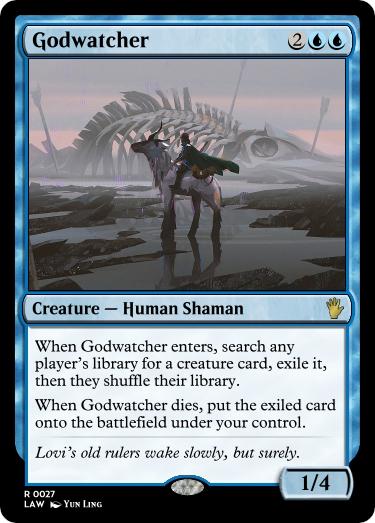 Godwatcher 2
Creature — Human Shaman
When Godwatcher enters, search any
player's library for a creature card, exile it,
then they shuffle their library.
When Godwatcher dies, put the exiled card
onto the battlefield under your control.
Lovi's old rulers wake slowly, but surely.
1/4
R 0027
LAW Yun Ling